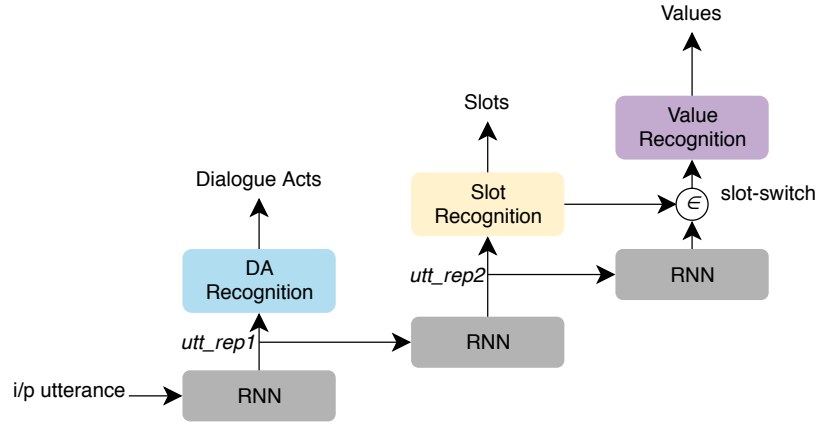 Values
Value
Recognition
Slots
slot-switch
∈
Slot
Recognition
Dialogue Acts
RNN
utt_rep2
DA
Recognition
RNN
utt_rep1
RNN
i/p utterance